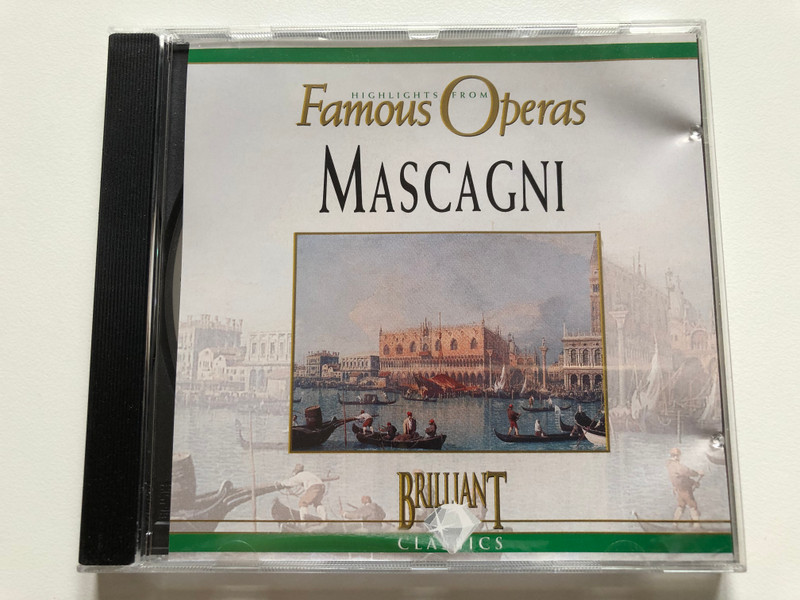 HIGHLIGHTS FROM
Famous Operas
MASCAGNI
BRILLIANT
CLASSICS